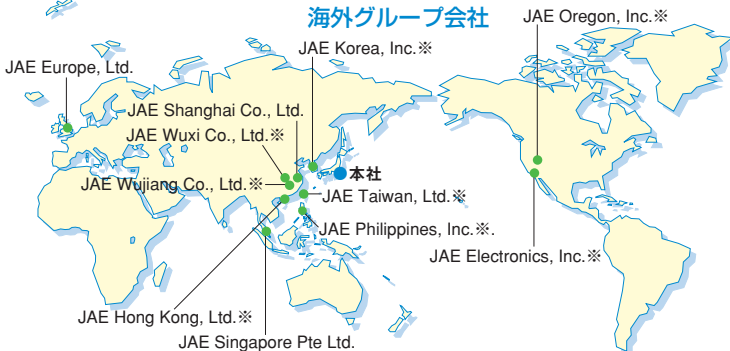 海外グループ会社
JAE Oregon, Inc.※
JAE Korea, Inc.※
JAE Europe, Ltd.
JAE Shanghai Co., Ltd.
JAE Wuxi Co., Ltd.※
本社
JAE Wujiang Co., Ltd.※
JAE Taiwan, Ltd.※
JAE Philippines, Inc.※.
JAE Electronics, Inc.※
JAE Hong Kong, Ltd.※
JAE Singapore Pte Ltd.